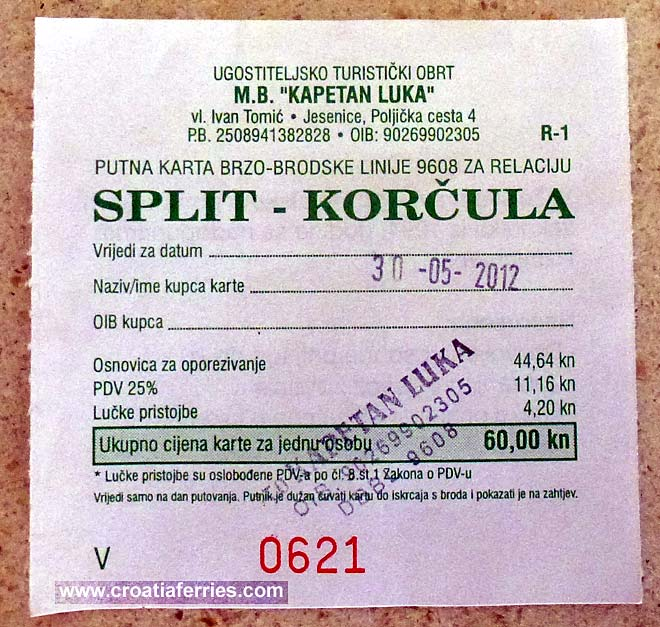 UGOSTITELJSKO TURISTIČKI OBRT
M.B. "KAPETAN LUKA"
vl. Ivan Tomić • Jesenice, Poljička cesta 4
P.B. 2508941382828 • OIB: 90269902305 R-1
PUTNA KARTA BRZO-BRODSKE LINIJE 9608 ZA RELACIJU
SPLIT - KORČULA
Vrijedi za datum
30 -05- 2012
Naziv/ime kupca karte
OIB kupca
Osnovica za oporezivanje 44,64 kn
PDV 25% 11,16 kn
Lučke pristojbe 4,20 kn
Ukupno cijena karte za jednu osobu 60,00 kn
KAPETAN LUKA
OIB: 90269902305
9608
* Lučke pristojbe su oslobođene PDV-a po čl. 8.st.1 Zakona o PDV-u
Vrijedi samo na dan putovanja. Putnik je dužan čuvati kartu do iskrcaja s broda i pokazati je na zahtjev.
V 0621
www.croatiaferries.com